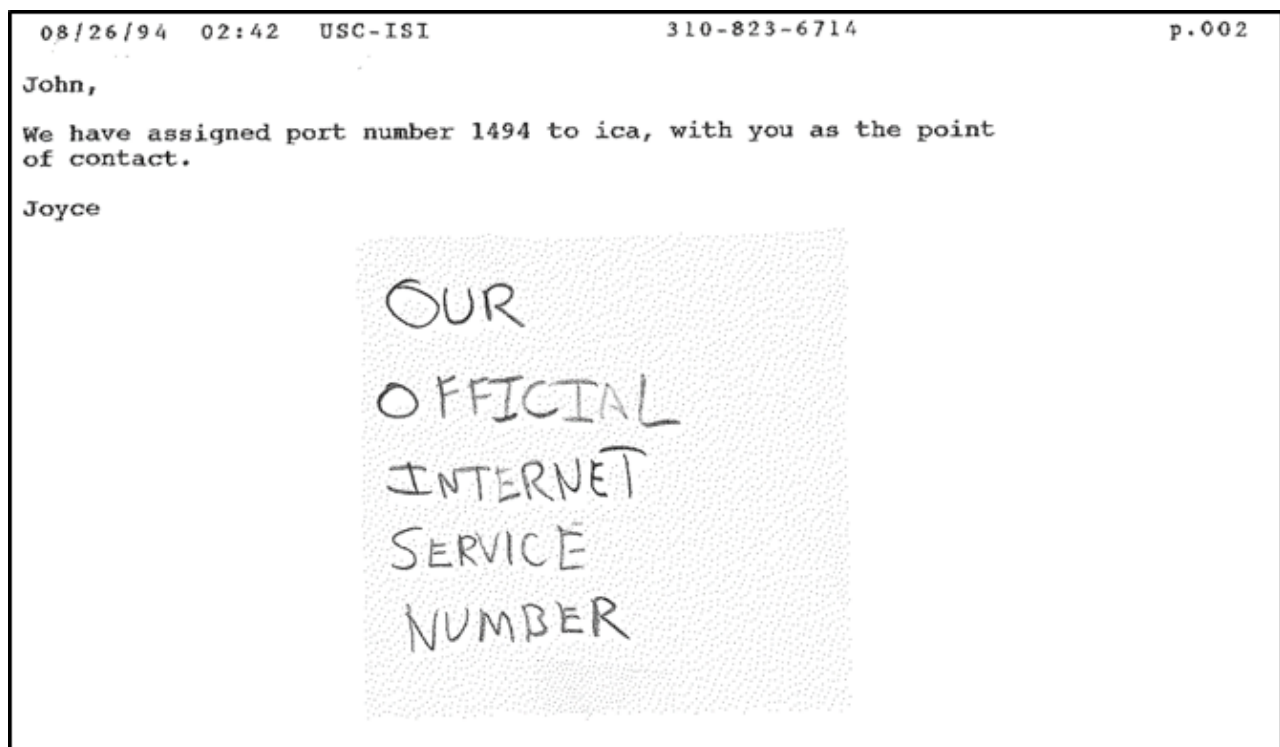 08/26/94 02:42 USC-ISI 310-823-6714 p.002
John,
We have assigned port number 1494 to ica, with you as the point
of contact.
Joyce
OUR
OFFICIAL
INTERNET
SERVICE
NUMBER